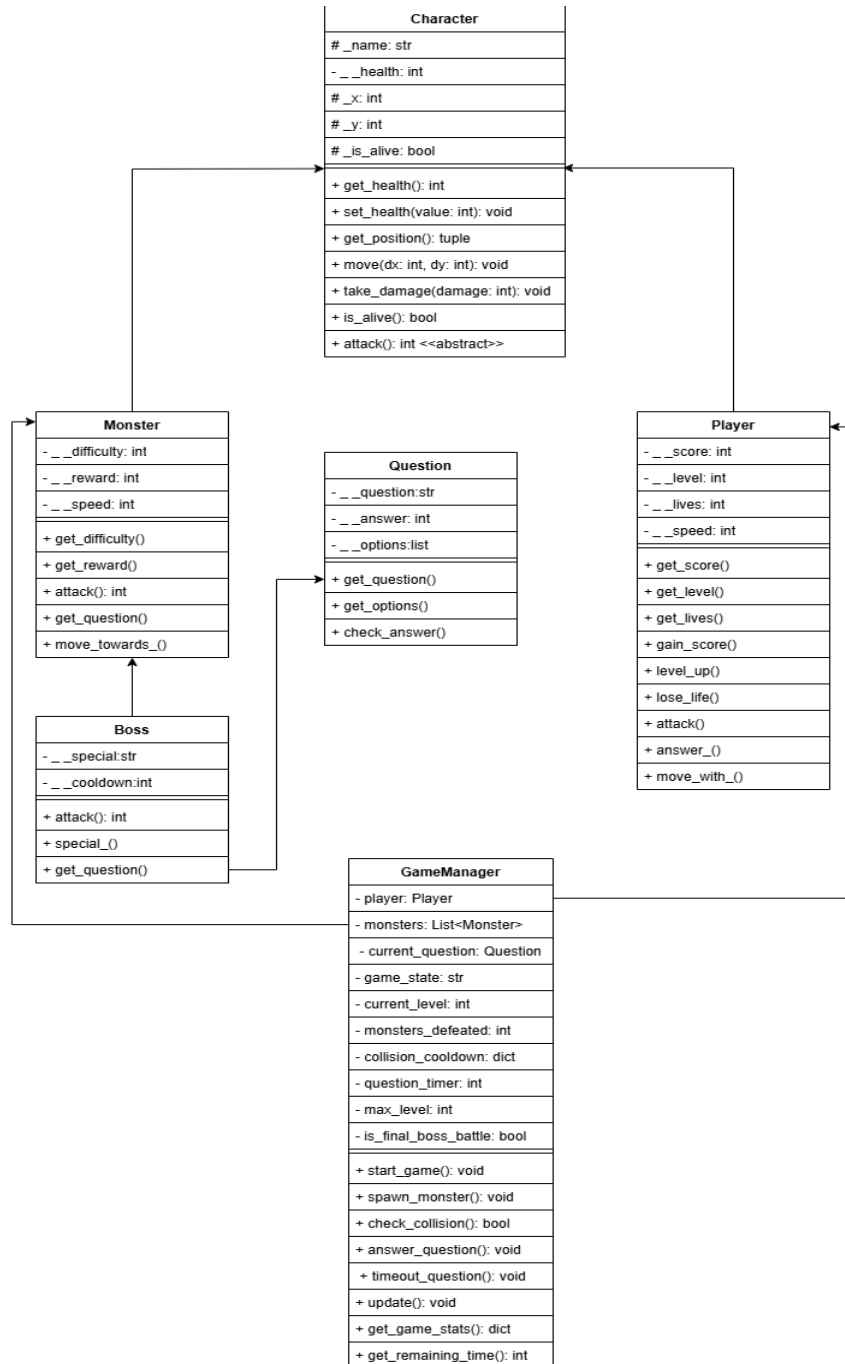 Character
# _name: str
- _ _health: int
# _x: int
# _y: int
# _is_alive: bool
+ get_health(): int
+ set_health(value: int): void
+ get_position(): tuple
+ move(dx: int, dy: int): void
+ take_damage(damage: int): void
+ is_alive(): bool
+ attack(): int <<abstract>>
Monster
- _ _difficulty: int
- _ _reward: int
- _ _speed: int
+ get_difficulty()
+ get_reward()
+ attack(): int
+ get_question()
+ move_towards_()
Question
- _ _question:str
- _ _answer: int
- _ _options:list
+ get_question()
+ get_options()
+ check_answer()
Player
- _ _score: int
- _ _level: int
- _ _lives: int
- _ _speed: int
+ get_score()
+ get_level()
+ get_lives()
+ gain_score()
+ level_up()
+ lose_life()
+ attack()
+ answer_()
+ move_with_()
Boss
- _ _special:str
- _ _cooldown:int
+ attack(): int
+ special_()
+ get_question()
GameManager
- player: Player
- monsters: List<Monster>
- current_question: Question
- game_state: str
- current_level: int
- monsters_defeated: int
- collision_cooldown: dict
- question_timer: int
- max_level: int
- is_final_boss_battle: bool
+ start_game(): void
+ spawn_monster(): void
+ check_collision(): bool
+ answer_question(): void
+ timeout_question(): void
+ update(): void
+ get_game_stats(): dict
+ get_remaining_time(): int